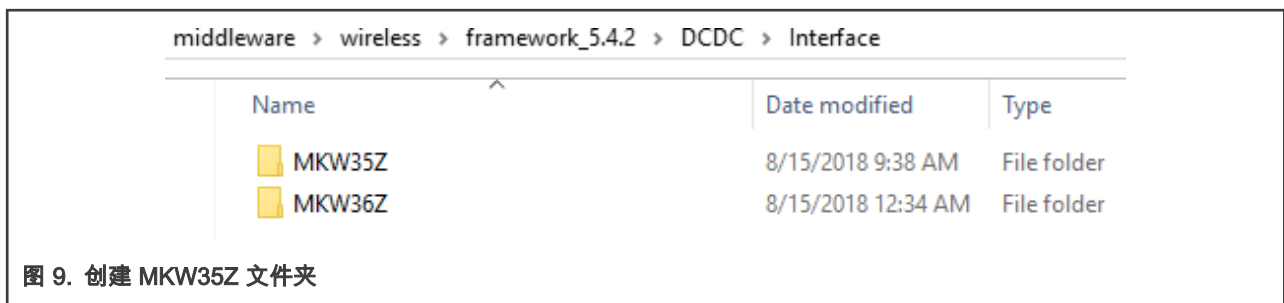 middleware > wireless > framework_5.4.2 > DCDC > Interface
Name Date modified Type
MKW35Z 8/15/2018 9:38 AM File folder
MKW36Z 8/15/2018 12:34 AM File folder
图 9. 创建 MKW35Z 文件夹